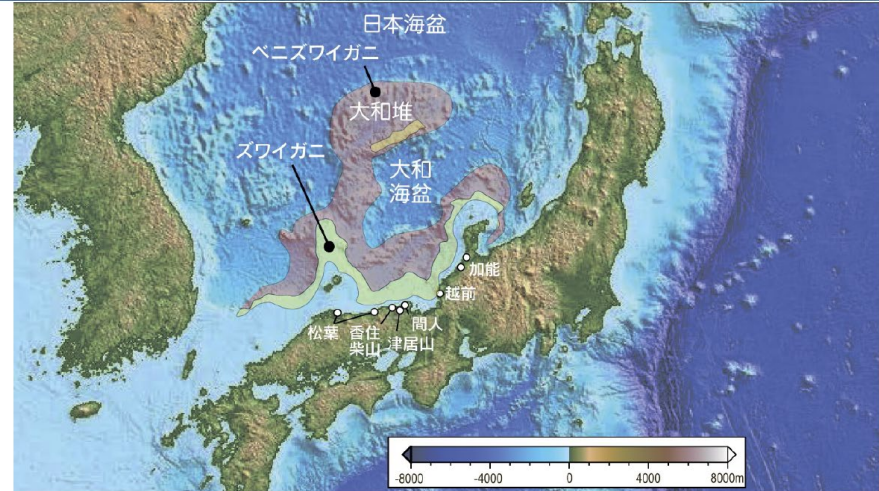 日本海盆
ベニズワイガニ
大和堆
ズワイガニ
大和
海盆
加能
越前
間人
松葉
香住
柴山
津居山
-8000
-4000
0
4000
8000m